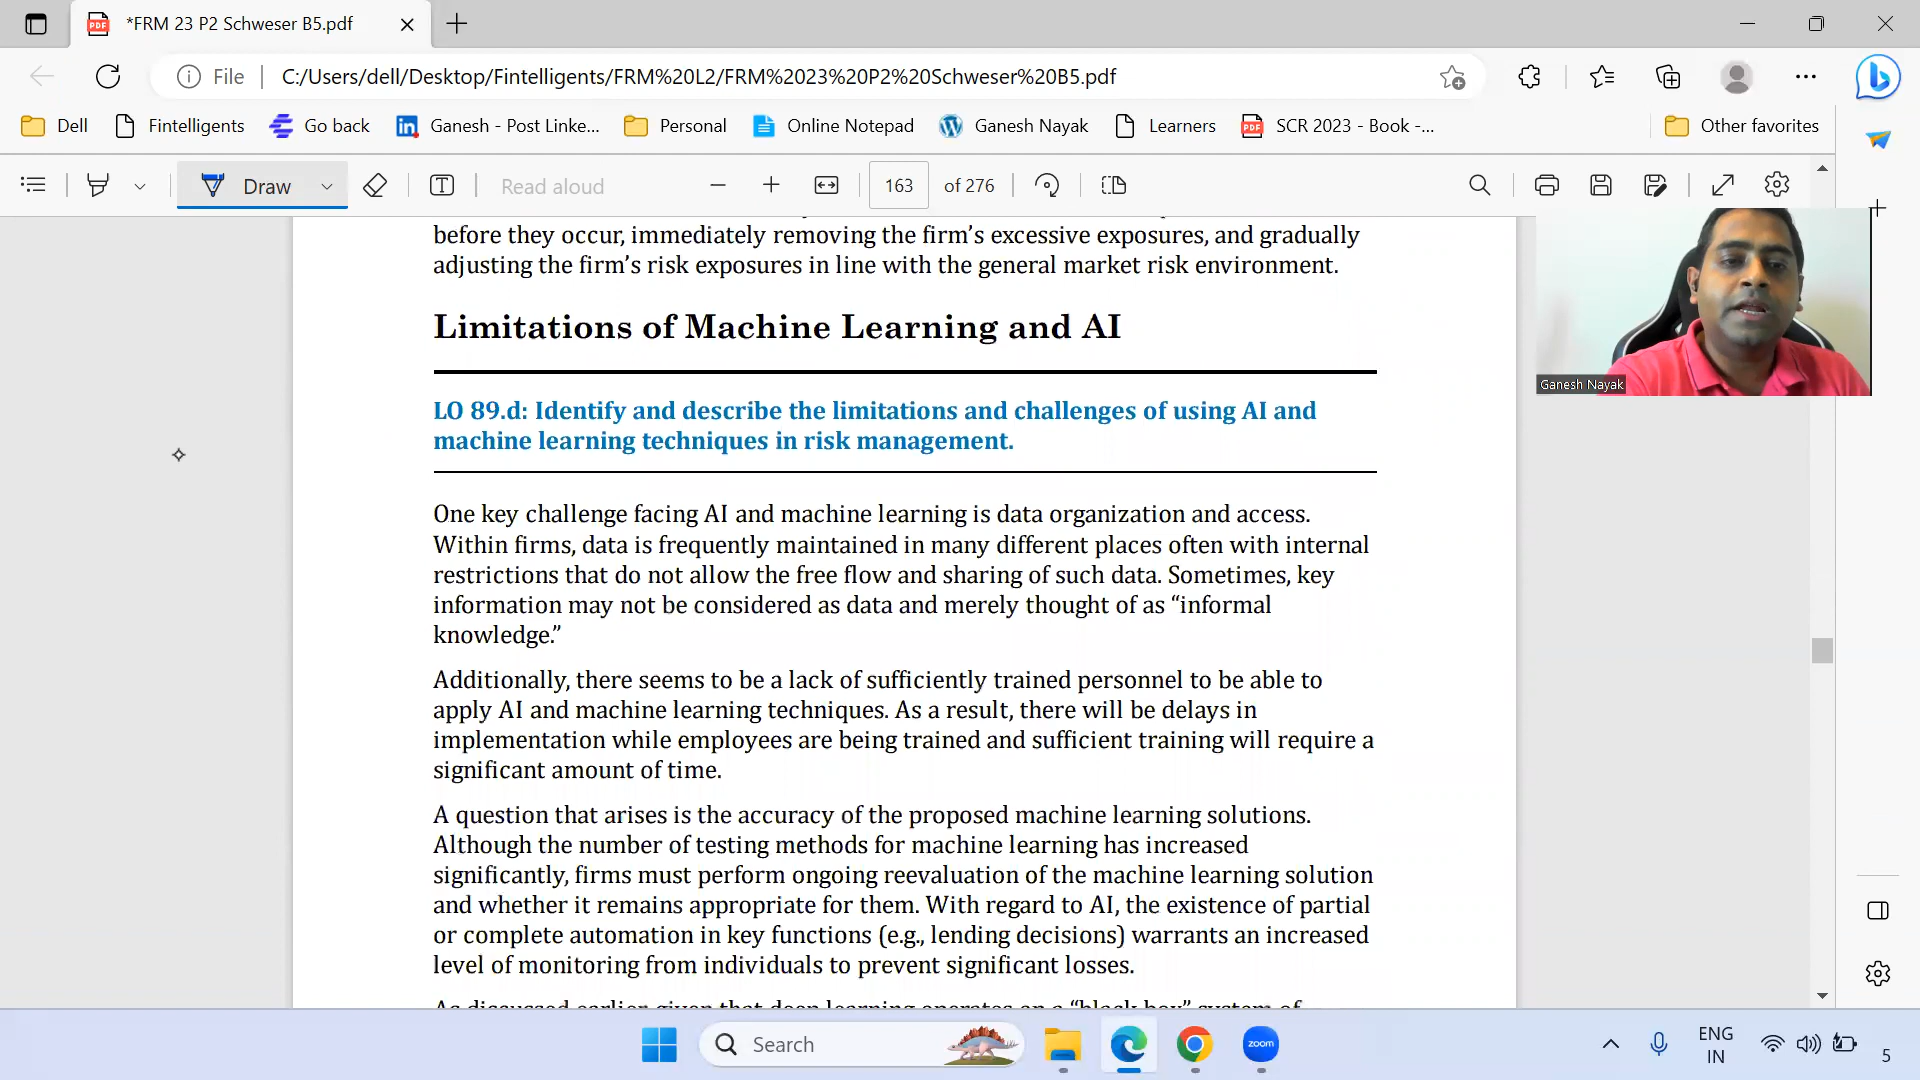 *FRM 23 P2 Schweser B5.pdf
File
C:/Users/dell/Desktop/Fintelligents/FRM%20L2/FRM%2023%20P2%20Schweser%20B5.pdf
Dell
Fintelligents
Go back
Ganesh - Post Linke...
Personal
Online Notepad
Ganesh Nayak
Learners
SCR 2023 - Book -...
Other favorites
Draw
Read aloud
163
of 276
before they occur, immediately removing the firm’s excessive exposures, and gradually
adjusting the firm’s risk exposures in line with the general market risk environment.
Limitations of Machine Learning and AI
LO 89.d: Identify and describe the limitations and challenges of using AI and
machine learning techniques in risk management.
One key challenge facing AI and machine learning is data organization and access.
Within firms, data is frequently maintained in many different places often with internal
restrictions that do not allow the free flow and sharing of such data. Sometimes, key
information may not be considered as data and merely thought of as “informal
knowledge.”
Additionally, there seems to be a lack of sufficiently trained personnel to be able to
apply AI and machine learning techniques. As a result, there will be delays in
implementation while employees are being trained and sufficient training will require a
significant amount of time.
A question that arises is the accuracy of the proposed machine learning solutions.
Although the number of testing methods for machine learning has increased
significantly, firms must perform ongoing reevaluation of the machine learning solution
and whether it remains appropriate for them. With regard to AI, the existence of partial
or complete automation in key functions (e.g., lending decisions) warrants an increased
level of monitoring from individuals to prevent significant losses.
As discussed earlier given that deep learning operates on a “black box” system of
Ganesh Nayak
Search
zoom
ENG
IN
5